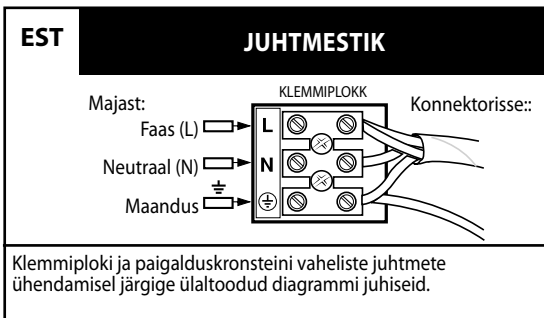 EST
JUHTMESTIK
KLEMMIPLOKK
Majast:
Konnektorisse::
Faas (L)
L
Neutraal (N)
N
Maandus
Klemmiploki ja paigalduskronsteini vaheliste juhtmete
ühendamisel järgige ülaltoodud diagrammi juhiseid.